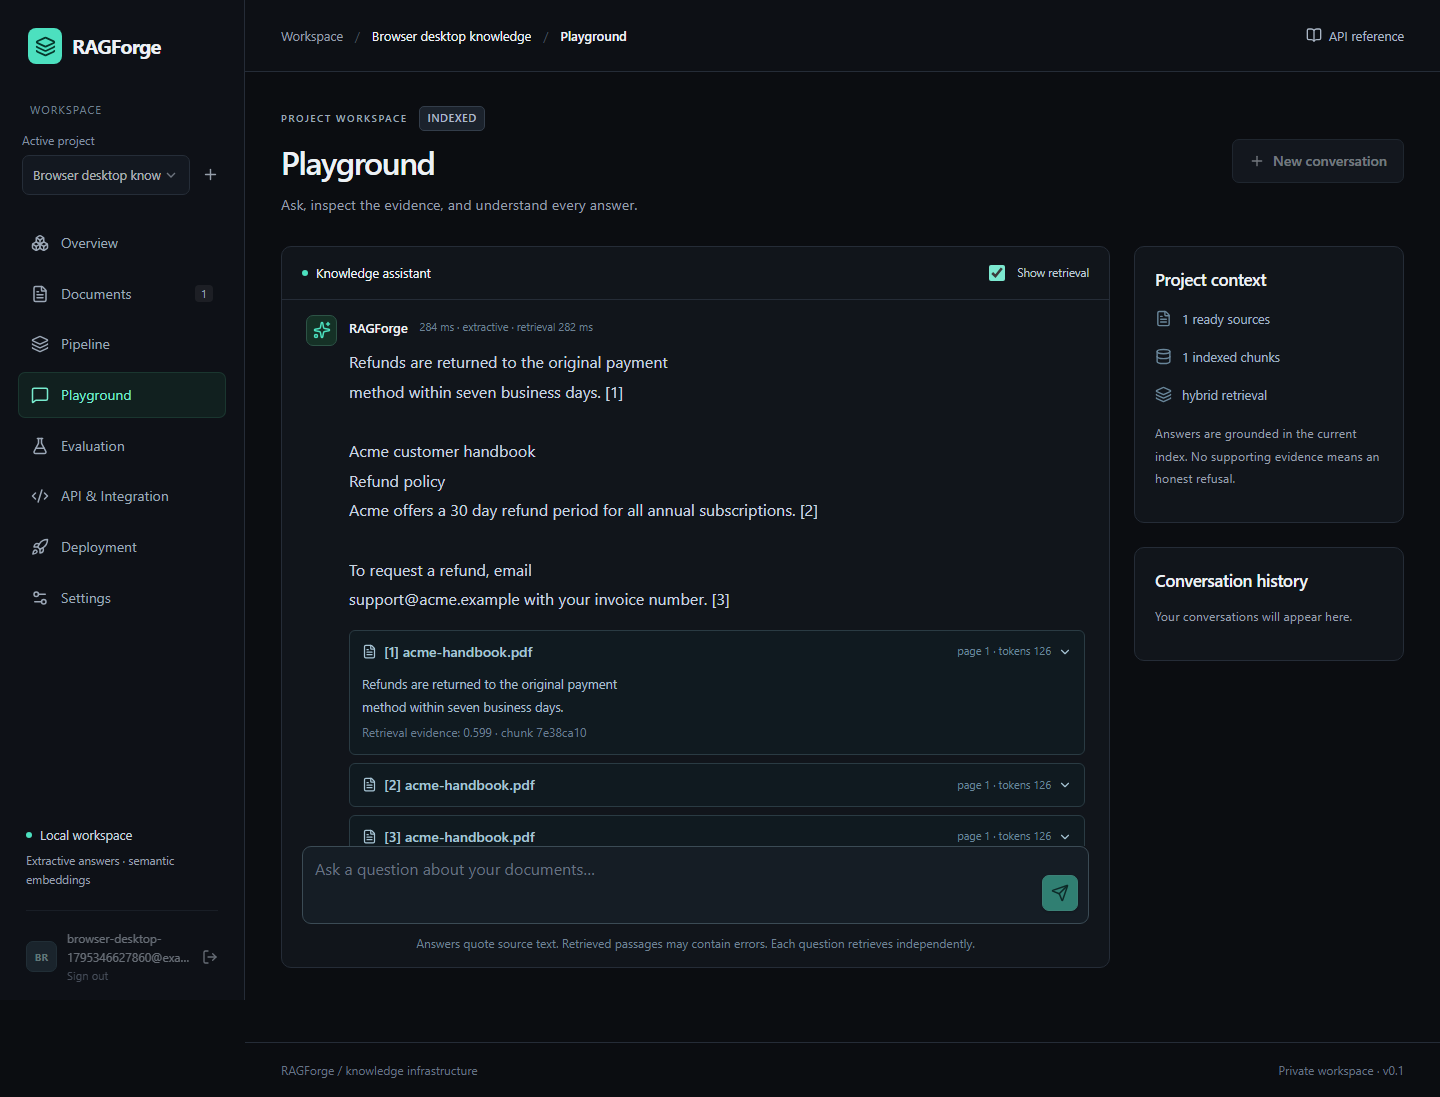 RAGForge
WORKSPACE
Active project
Browser desktop know
Overview
Documents 1
Pipeline
Playground
Evaluation
API & Integration
Deployment
Settings
Local workspace
Extractive answers · semantic
embeddings
BR
browser-desktop-
1795346627860@exa...
Sign out
Workspace / Browser desktop knowledge / Playground
API reference
PROJECT WORKSPACE INDEXED
Playground
New conversation
Ask, inspect the evidence, and understand every answer.
Knowledge assistant
Show retrieval
RAGForge 284 ms · extractive · retrieval 282 ms
Refunds are returned to the original payment
method within seven business days. [1]
Acme customer handbook
Refund policy
Acme offers a 30 day refund period for all annual subscriptions. [2]
To request a refund, email
support@acme.example with your invoice number. [3]
[1] acme-handbook.pdf page 1 · tokens 126
Refunds are returned to the original payment
method within seven business days.
Retrieval evidence: 0.599 · chunk 7e38ca10
[2] acme-handbook.pdf page 1 · tokens 126
[3] acme-handbook.pdf page 1 · tokens 126
Ask a question about your documents...
Answers quote source text. Retrieved passages may contain errors. Each question retrieves independently.
Project context
1 ready sources
1 indexed chunks
hybrid retrieval
Answers are grounded in the current
index. No supporting evidence means an
honest refusal.
Conversation history
Your conversations will appear here.
RAGForge / knowledge infrastructure
Private workspace · v0.1